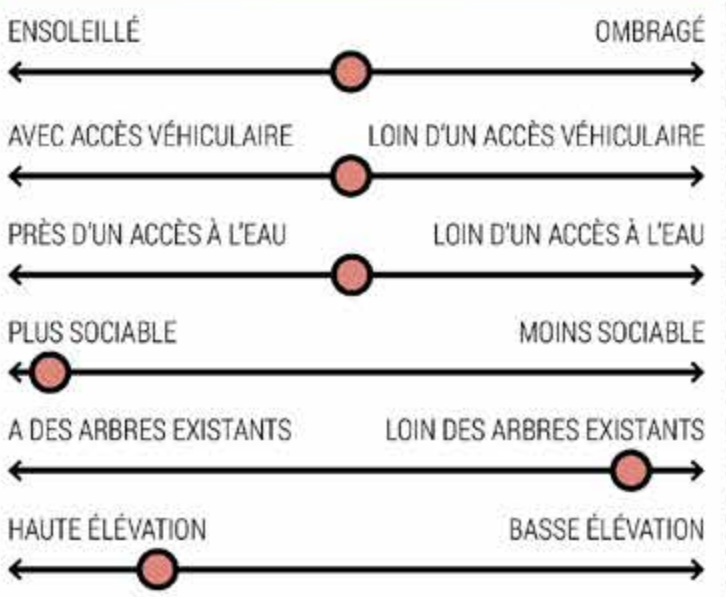 ENSOLEILLÉ OMBRAGÉ
AVEC ACCÈS VÉHICULAIRE LOIN D'UN ACCÈS VÉHICULAIRE
PRÈS D'UN ACCÈS À L'EAU LOIN D'UN ACCÈS À L'EAU
PLUS SOCIABLE MOINS SOCIABLE
A DES ARBRES EXISTANTS LOIN DES ARBRES EXISTANTS
HAUTE ÉLÉVATION BASSE ÉLÉVATION